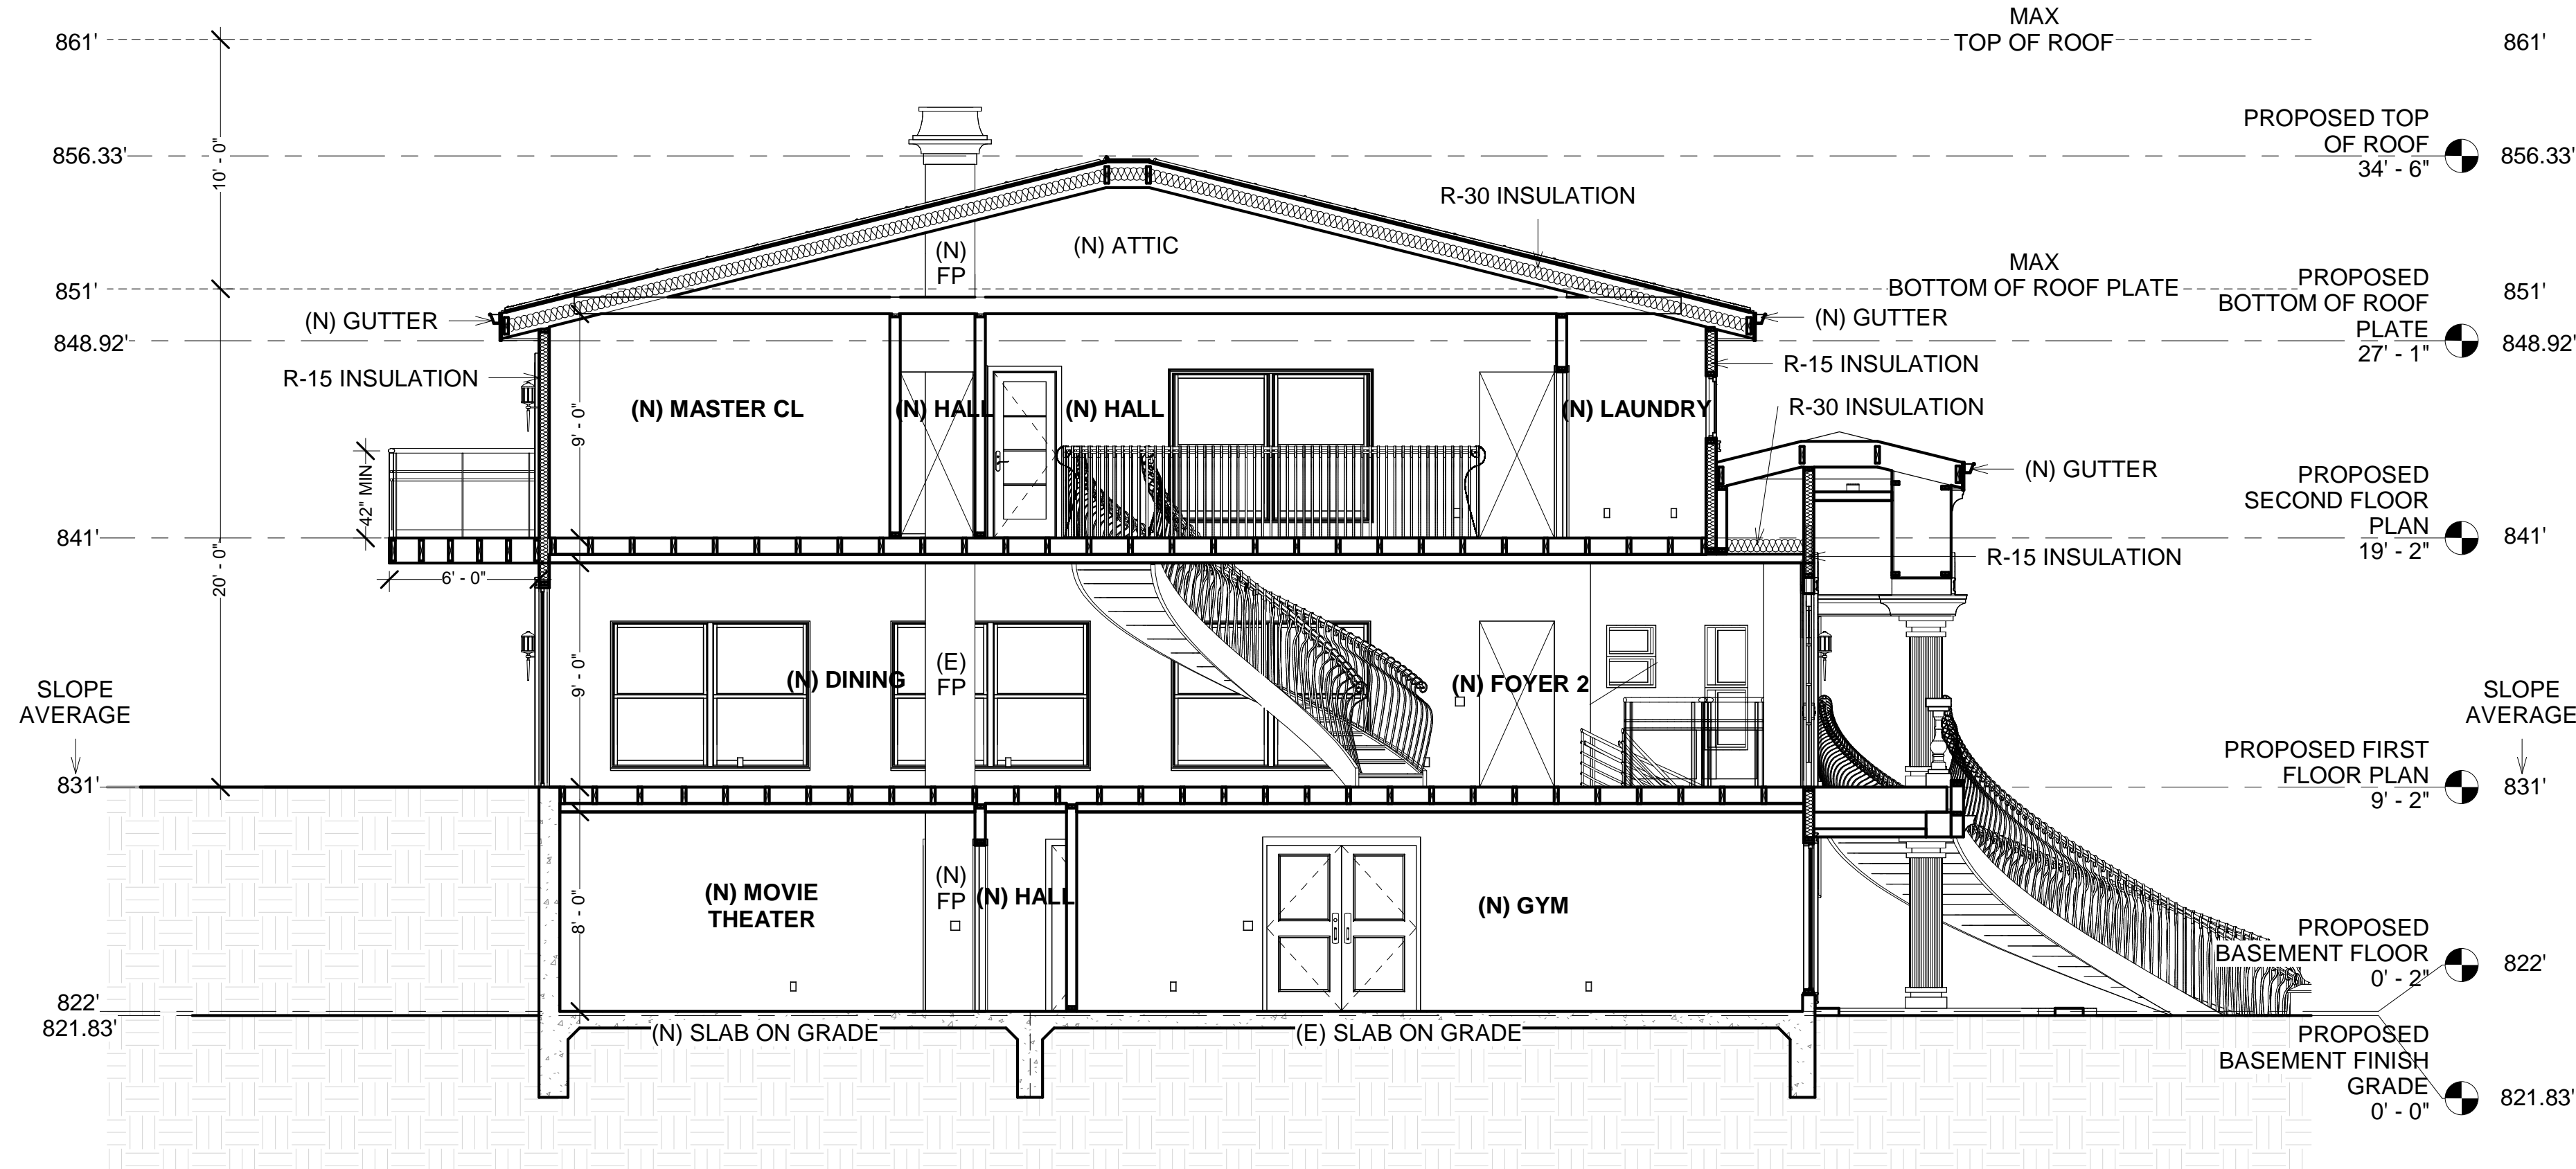 MAX
861'
TOP OF ROOF
861'
10' - 0"
PROPOSED TOP
OF ROOF
34' - 6"
856.33'
856.33'
R-30 INSULATION
(N)
FP
(N) ATTIC
MAX
BOTTOM OF ROOF PLATE
851'
851'
PROPOSED
BOTTOM OF ROOF
PLATE
27' - 1"
848.92'
848.92'
(N) GUTTER
(N) GUTTER
R-15 INSULATION
R-15 INSULATION
R-30 INSULATION
9' - 0"
(N) MASTER CL
(N) HALL
(N) HALL
(N) LAUNDRY
42" MIN
(N) GUTTER
PROPOSED
SECOND FLOOR
PLAN
19' - 2"
841'
841'
R-15 INSULATION
20' - 0"
6' - 0"
9' - 0"
(N) DINING
(E)
FP
(N) FOYER 2
SLOPE
AVERAGE
SLOPE
AVERAGE
831'
PROPOSED FIRST
FLOOR PLAN
9' - 2"
831'
8' - 0"
(N) MOVIE
THEATER
(N)
FP
(N) HALL
(N) GYM
PROPOSED
BASEMENT FLOOR
0' - 2"
822'
822'
821.83'
(N) SLAB ON GRADE
(E) SLAB ON GRADE
PROPOSED
BASEMENT FINISH
GRADE
0' - 0"
821.83'